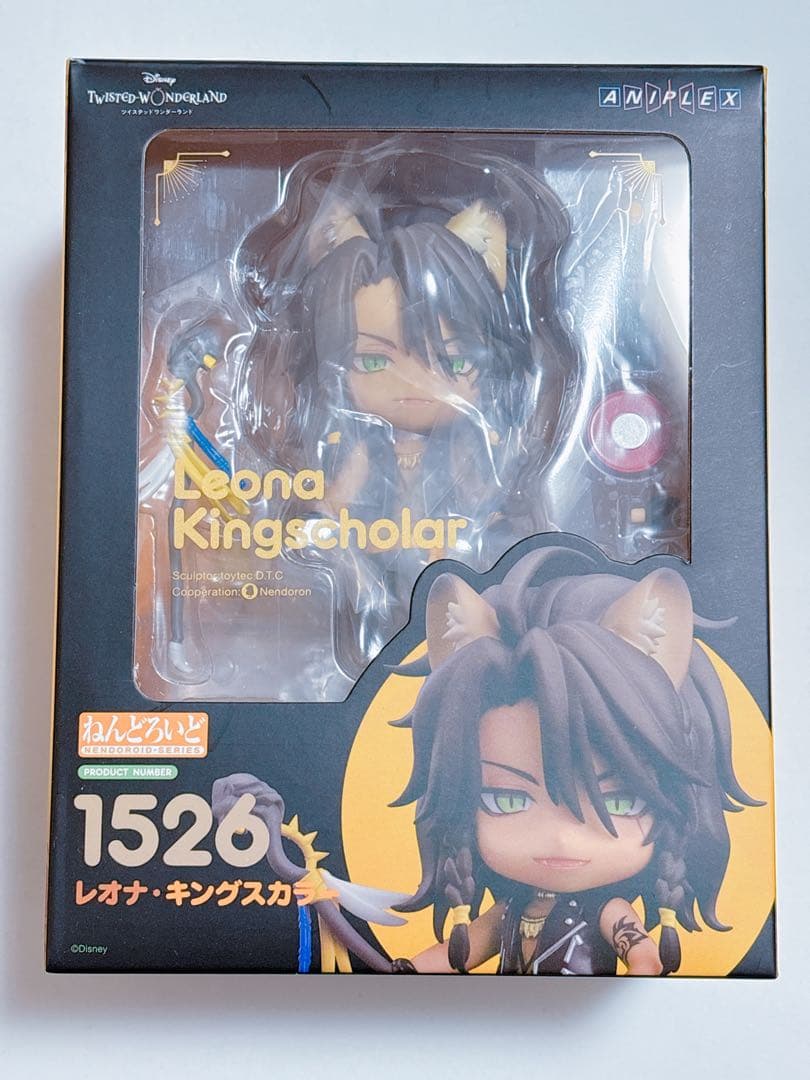 Disney
TWISTED-WONDERLAND
ツイステッドワンダーランド
ANIPLEX
Leona
Kingscholar
Sculptor:toytec D.T.C
Cooperation: Nendoron
ねんどろいど
NENDOROID•SERIES
PRODUCT NUMBER
1526
レオナ・キングスカラー
©Disney